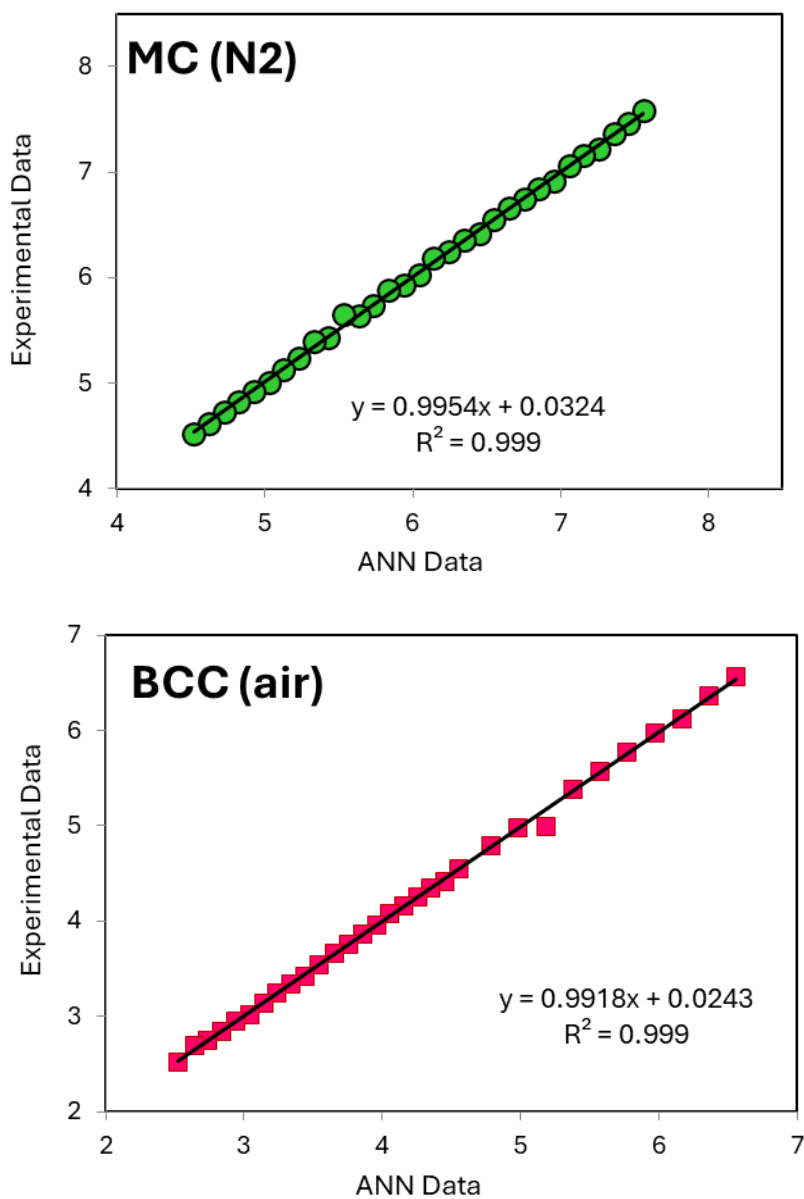 MC (N2)
8
7
6
5
4
Experimental Data
y = 0.9954x + 0.0324
R² = 0.999
4 5 6 7 8
ANN Data
BCC (air)
7
6
5
4
3
2
Experimental Data
y = 0.9918x + 0.0243
R² = 0.999
2 3 4 5 6 7
ANN Data